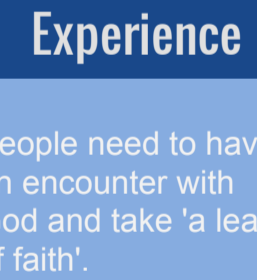 Experience
eople need to hav
n encounter with
od and take 'a lea
f faith'.